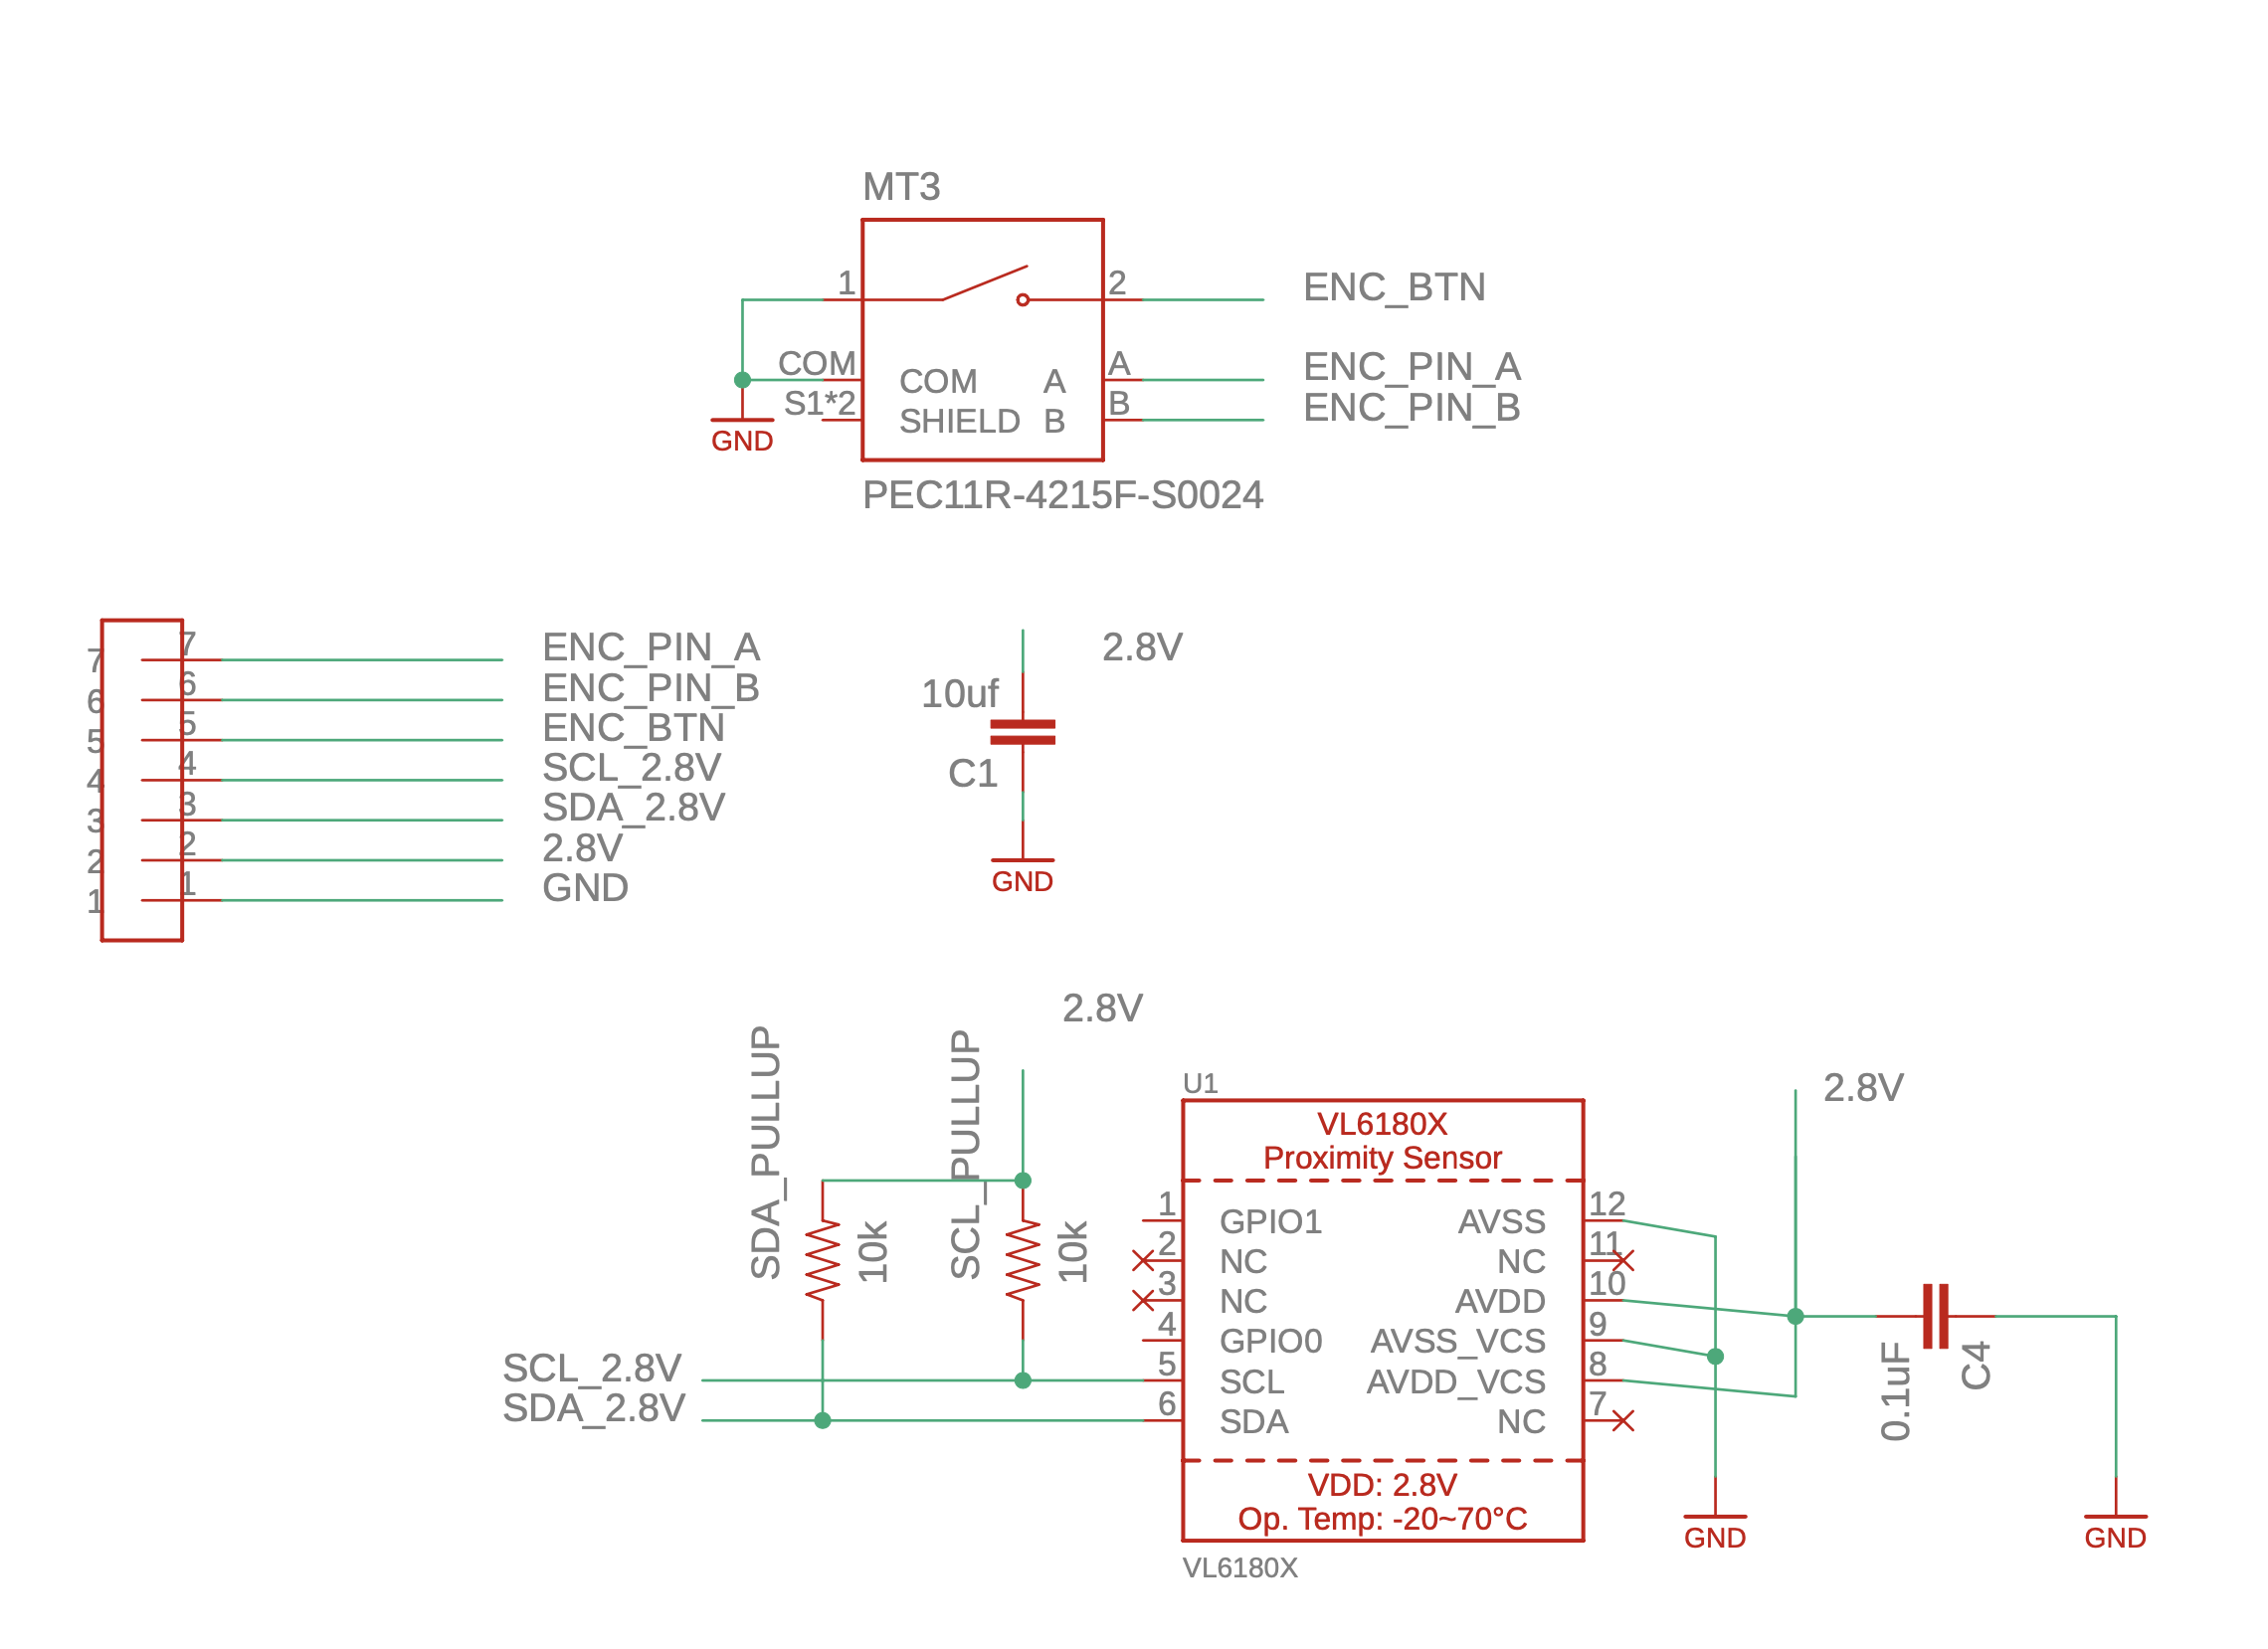 MT3
1
2
ENC_BTN
COM
COM
A
A
ENC_PIN_A
S1*2
SHIELD
B
B
ENC_PIN_B
GND
PEC11R-4215F-S0024
7
7
ENC_PIN_A
6
6
ENC_PIN_B
5
5
ENC_BTN
4
4
SCL_2.8V
3
3
SDA_2.8V
2
2
2.8V
1
1
GND
2.8V
10uf
C1
GND
2.8V
SDA_PULLUP
10k
SCL_PULLUP
10k
SCL_2.8V
SDA_2.8V
U1
VL6180X
Proximity Sensor
1
GPIO1
AVSS
12
2
NC
NC
11
3
NC
AVDD
10
4
GPIO0
AVSS_VCS
9
5
SCL
AVDD_VCS
8
6
SDA
NC
7
VDD: 2.8V
Op. Temp: -20~70°C
VL6180X
2.8V
0.1uF
C4
GND
GND